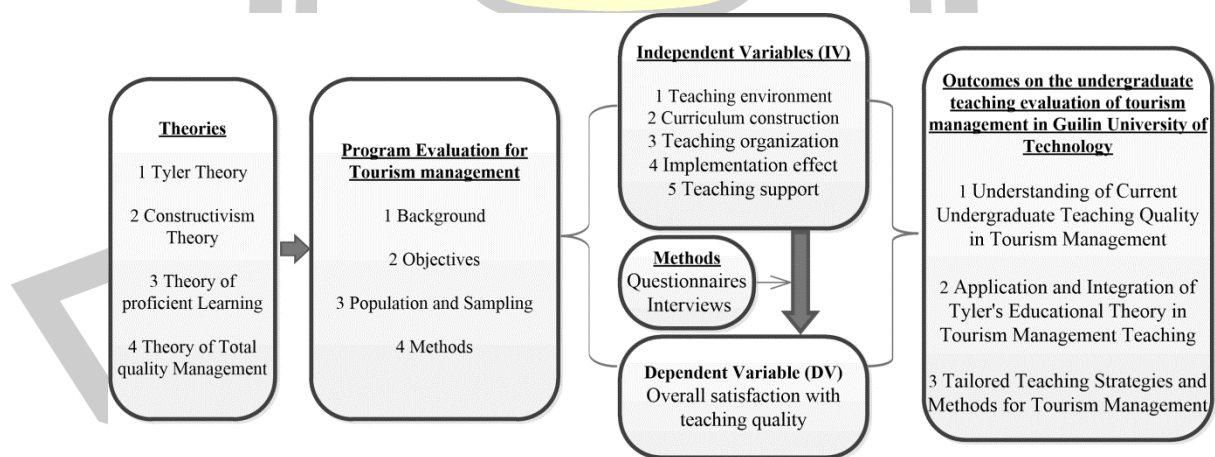 Theories
1 Tyler Theory
2 Constructivism
Theory
3 Theory of
proficient Learning
4 Theory of Total
quality Management
Program Evaluation for
Tourism management
1 Background
2 Objectives
3 Population and Sampling
4 Methods
Independent Variables (IV)
1 Teaching environment
2 Curriculum construction
3 Teaching organization
4 Implementation effect
5 Teaching support
Methods
Questionnaires
Interviews
Dependent Variable (DV)
Overall satisfaction with
teaching quality
Outcomes on the undergraduate
teaching evaluation of tourism
management in Guilin University of
Technology
1 Understanding of Current
Undergraduate Teaching Quality
in Tourism Management
2 Application and Integration of
Tyler's Educational Theory in
Tourism Management Teaching
3 Tailored Teaching Strategies and
Methods for Tourism Management